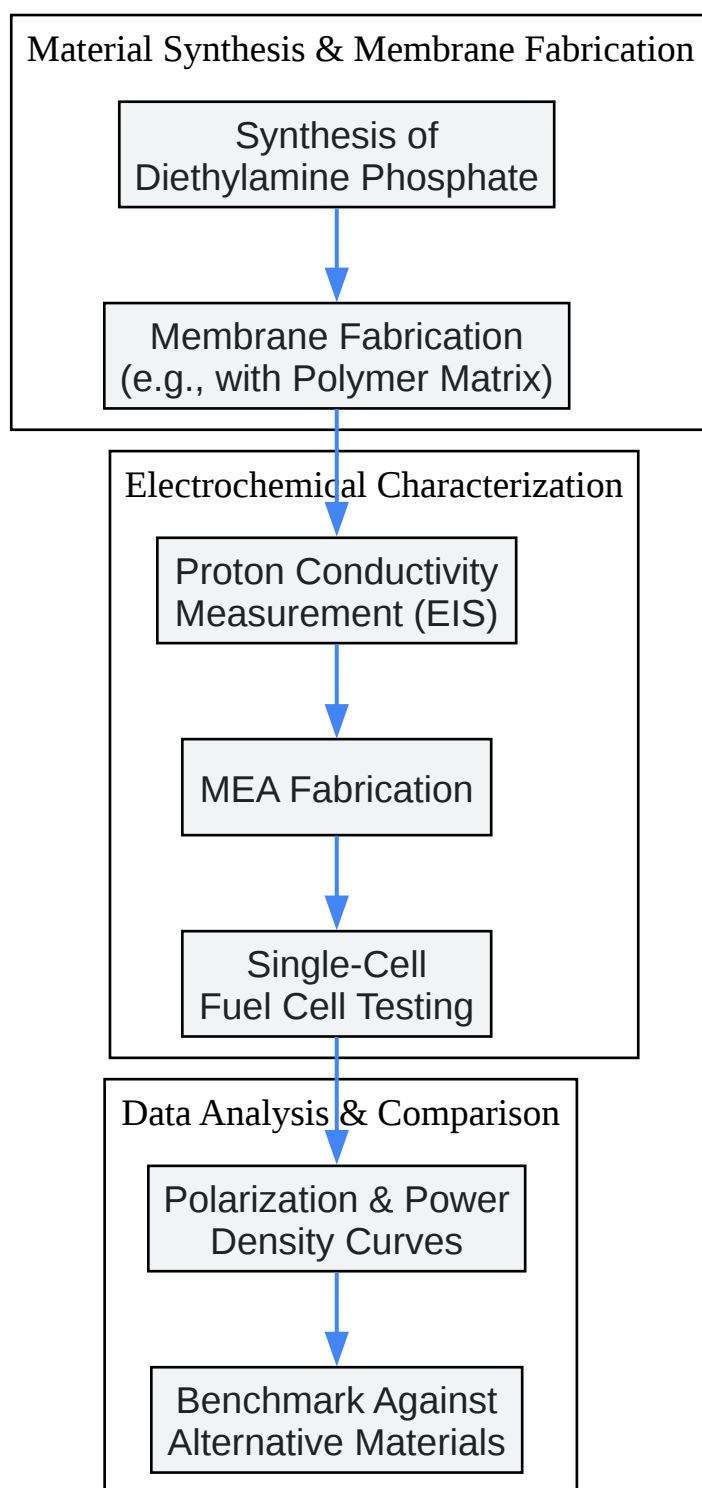 Material Synthesis & Membrane Fabrication
Synthesis of
Diethylamine Phosphate
Membrane Fabrication
(e.g., with Polymer Matrix)
Electrochemical Characterization
Proton Conductivity
Measurement (EIS)
MEA Fabrication
Single-Cell
Fuel Cell Testing
Data Analysis & Comparison
Polarization & Power
Density Curves
Benchmark Against
Alternative Materials